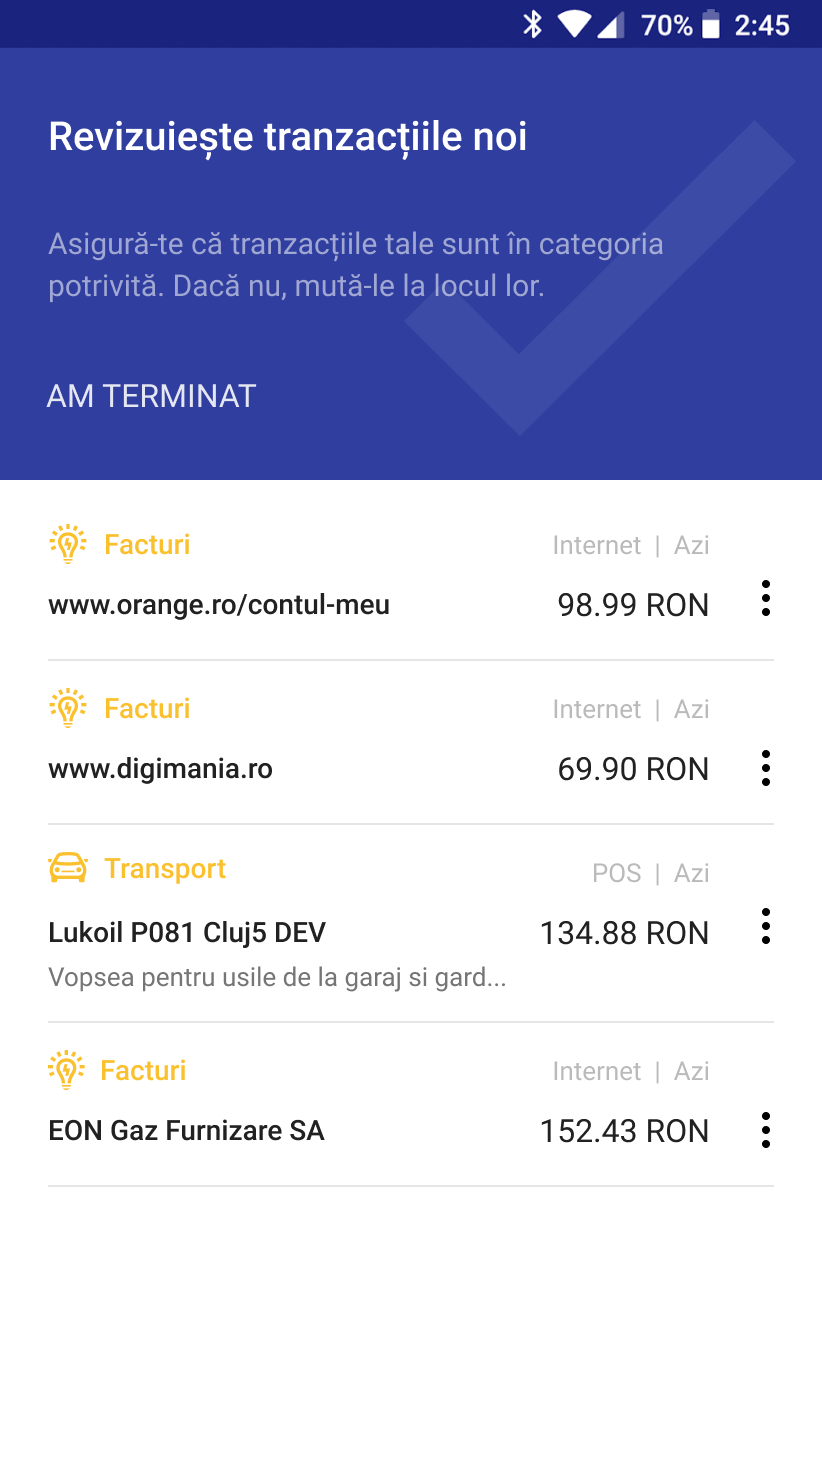 70% 2:45
Revizuiește tranzacțiile noi
Asigură-te că tranzacțiile tale sunt în categoria
potrivită. Dacă nu, mută-le la locul lor.
AM TERMINAT
Facturi Internet | Azi
www.orange.ro/contul-meu 98.99 RON
Facturi Internet | Azi
www.digimania.ro 69.90 RON
Transport POS | Azi
Lukoil P081 Cluj5 DEV 134.88 RON
Vopsea pentru usile de la garaj si gard...
Facturi Internet | Azi
EON Gaz Furnizare SA 152.43 RON